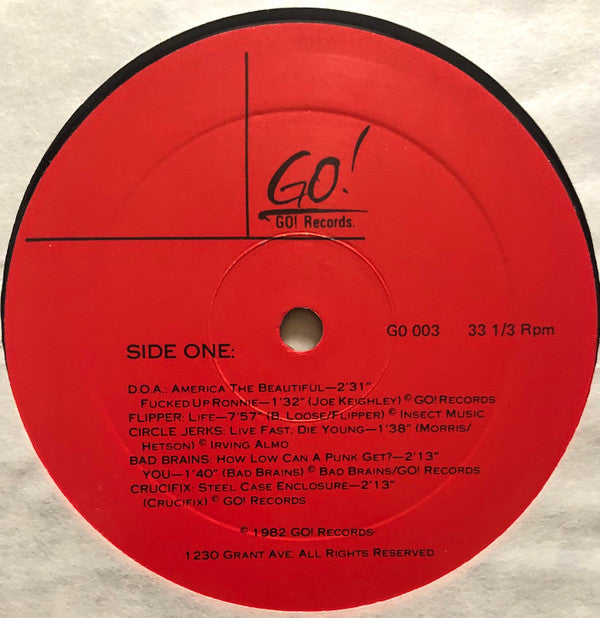 GO!
GO! Records.
GO 003 33 1/3 Rpm
SIDE ONE:
D.O.A.: AMERICA THE BEAUTIFUL—2'31"
FUCKED UP RONNIE—1'32" (JOE KEIGHLEY) © GO! RECORDS
FLIPPER: LIFE—7'57" (B. LOOSE/FLIPPER) © INSECT MUSIC
CIRCLE JERKS: LIVE FAST, DIE YOUNG—1'38" (MORRIS/
HETSON) © IRVING ALMO
BAD BRAINS: HOW LOW CAN A PUNK GET?—2'13"
YOU—1'40" (BAD BRAINS) © BAD BRAINS/GO! RECORDS
CRUCIFIX: STEEL CASE ENCLOSURE—2'13"
(CRUCIFIX) © GO! RECORDS
© 1982 GO! RECORDS
1230 GRANT AVE. ALL RIGHTS RESERVED